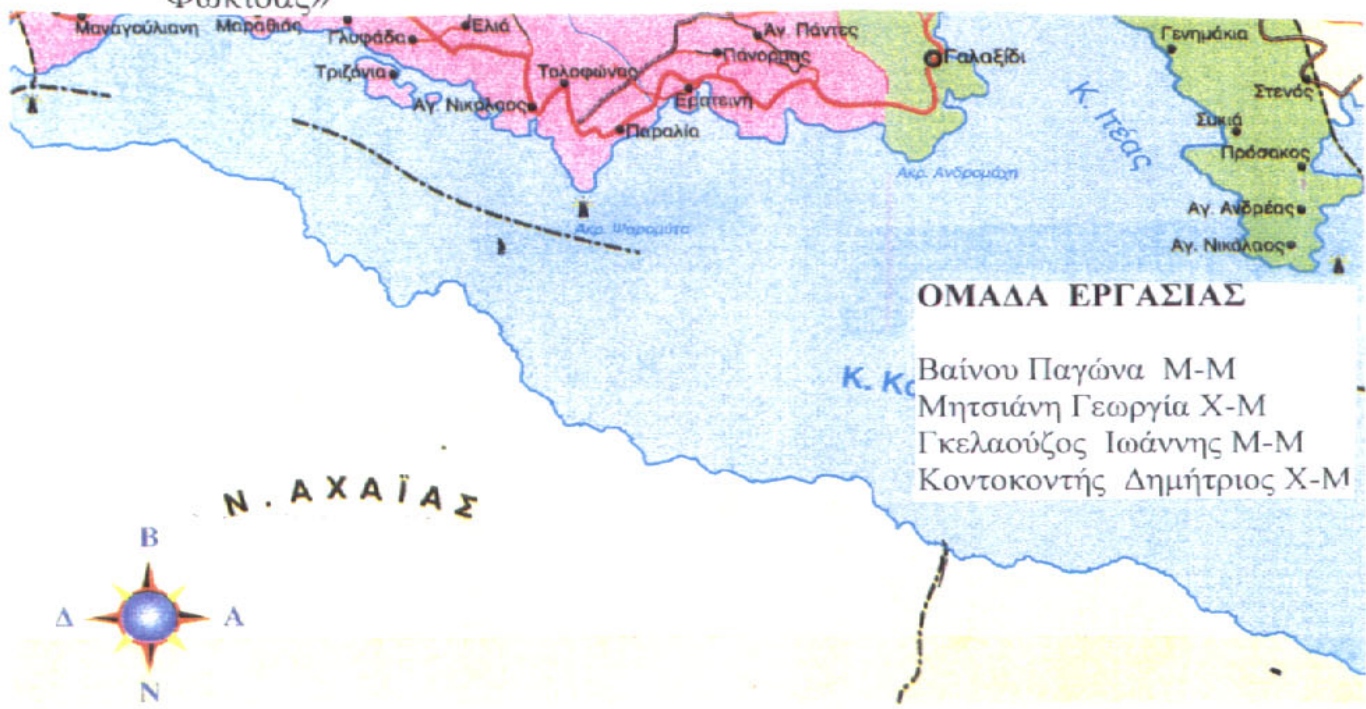 Φωκίδας»
Μαναγούλιανη Μαραθιάς Γλυφάδα Ελιά Αγ. Πάντες
Πάνορμος Γαλαξίδι Γενημάκια
Τριζόνια Τολοφώνας Ερατεινή Στενός
Αγ. Νικόλαος Παραλία Συκιά
Κ. Ιτέας Πρόσακος
Ακρ. Ανδρομάχη
Αγ. Ανδρέας
Ακρ. Ψαρομύτα
Αγ. Νικόλαος
ΟΜΑΔΑ ΕΡΓΑΣΙΑΣ
Βαίνου Παγώνα Μ-Μ
Κ. Κο
Μητσιάνη Γεωργία Χ-Μ
Γκελαούζος Ιωάννης Μ-Μ
Κοντοκοντής Δημήτριος Χ-Μ
Ν. ΑΧΑΪΑΣ
Β
Δ Α
Ν